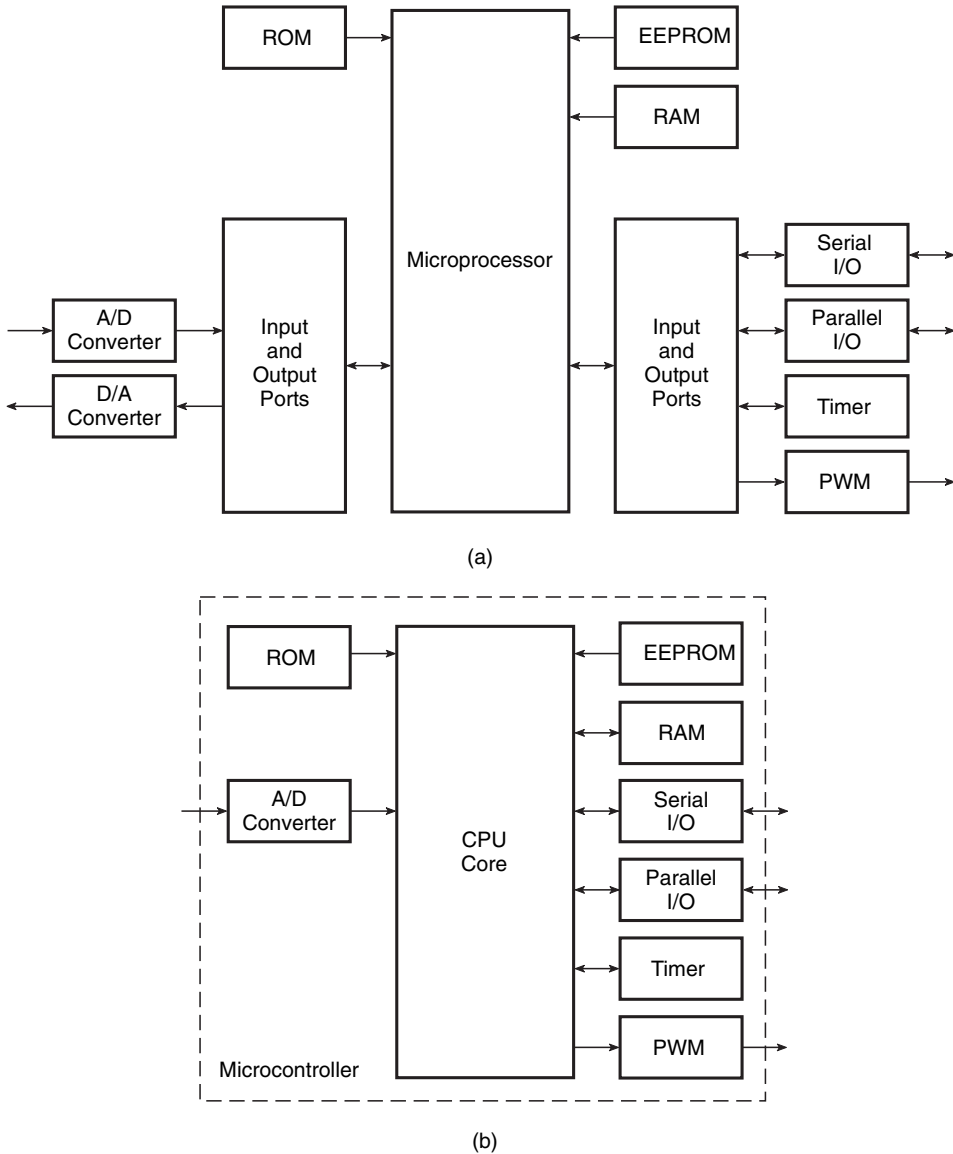 ROM
EEPROM
RAM
Microprocessor
A/D
Converter
D/A
Converter
Input
and
Output
Ports
Input
and
Output
Ports
Serial
I/O
Parallel
I/O
Timer
PWM
(a)
ROM
EEPROM
RAM
A/D
Converter
CPU
Core
Serial
I/O
Parallel
I/O
Timer
PWM
Microcontroller
(b)